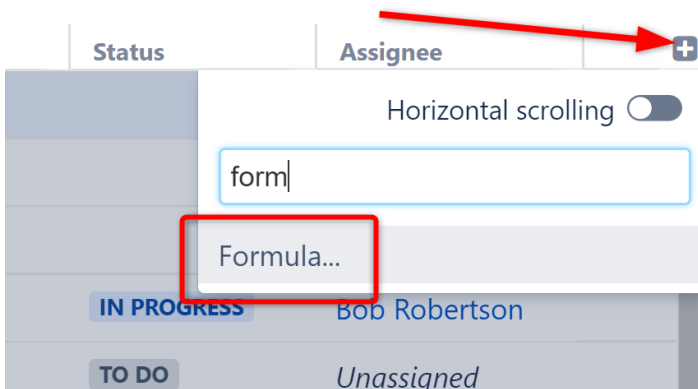 Status Assignee
Horizontal scrolling
form
Formula...
IN PROGRESS Bob Robertson
TO DO Unassigned